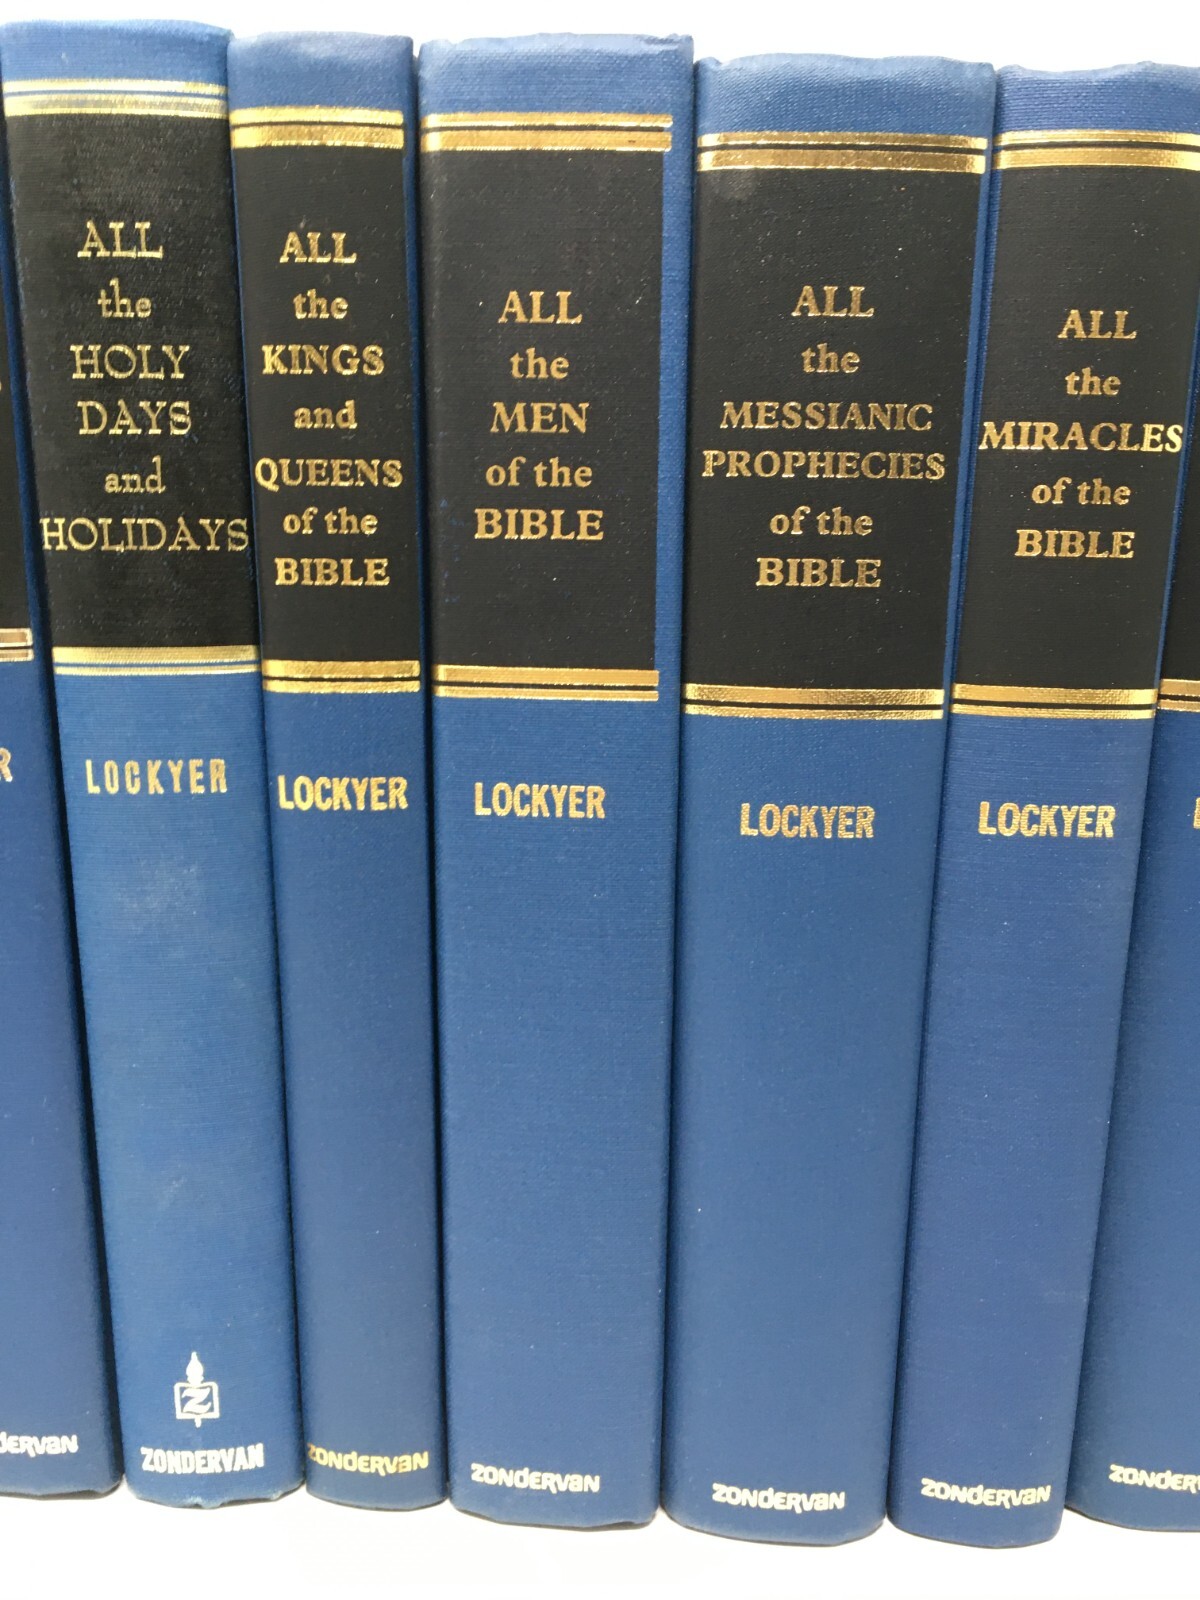 ALL
the
HOLY
DAYS
and
HOLIDAYS
LOCKYER
Z
ZONDERVAN
ALL
the
KINGS
and
QUEENS
of the
BIBLE
LOCKYER
ZONDERVAN
ALL
the
MEN
of the
BIBLE
LOCKYER
ZONDERVAN
ALL
the
MESSIANIC
PROPHECIES
of the
BIBLE
LOCKYER
ZONDERVAN
ALL
the
MIRACLES
of the
BIBLE
LOCKYER
ZONDERVAN